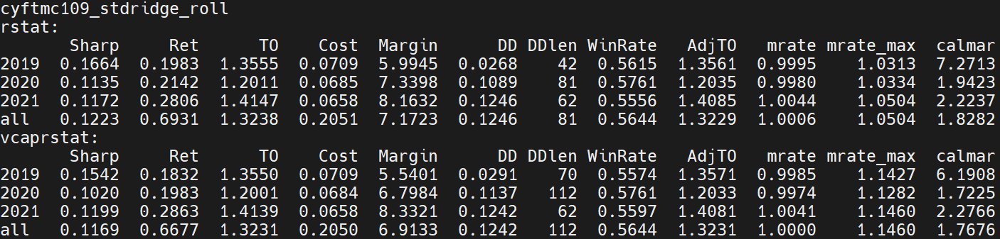 cyftmc109_stdridge_roll
rstat:
Sharp Ret TO Cost Margin DD DDlen WinRate AdjTO mrate mrate_max calmar
2019 0.1664 0.1983 1.3555 0.0709 5.9945 0.0268 42 0.5615 1.3561 0.9995 1.0313 7.2713
2020 0.1135 0.2142 1.2011 0.0685 7.3398 0.1089 81 0.5761 1.2035 0.9980 1.0334 1.9423
2021 0.1172 0.2806 1.4147 0.0658 8.1632 0.1246 62 0.5556 1.4085 1.0044 1.0504 2.2237
all 0.1223 0.6931 1.3238 0.2051 7.1723 0.1246 81 0.5644 1.3229 1.0006 1.0504 1.8282
vcaprstat:
Sharp Ret TO Cost Margin DD DDlen WinRate AdjTO mrate mrate_max calmar
2019 0.1542 0.1832 1.3550 0.0709 5.5401 0.0291 70 0.5574 1.3571 0.9985 1.1427 6.1908
2020 0.1020 0.1983 1.2001 0.0684 6.7984 0.1137 112 0.5761 1.2033 0.9974 1.1282 1.7225
2021 0.1199 0.2863 1.4139 0.0658 8.3321 0.1242 62 0.5597 1.4081 1.0041 1.1460 2.2766
all 0.1169 0.6677 1.3231 0.2050 6.9133 0.1242 112 0.5644 1.3231 1.0000 1.1460 1.7676